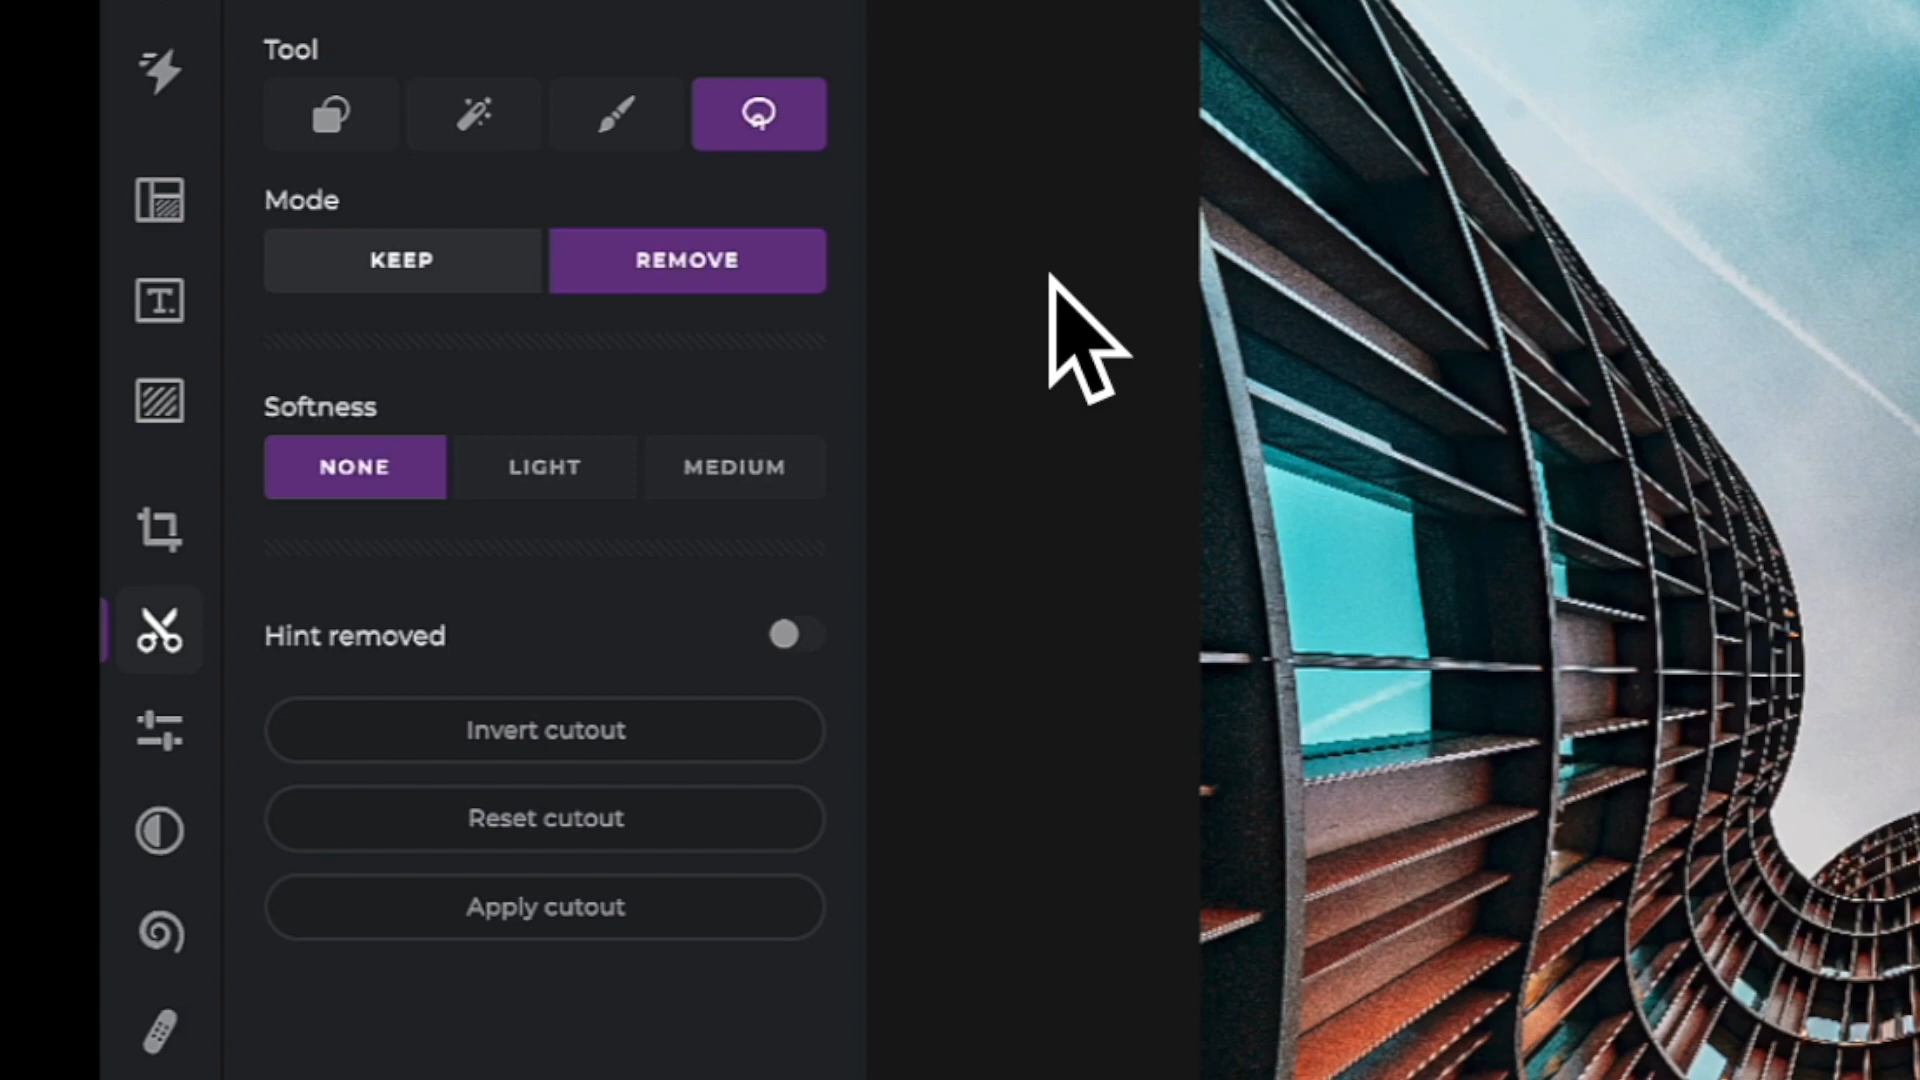 Tool
Mode
KEEP REMOVE
Softness
NONE LIGHT MEDIUM
Hint removed
Invert cutout
Reset cutout
Apply cutout